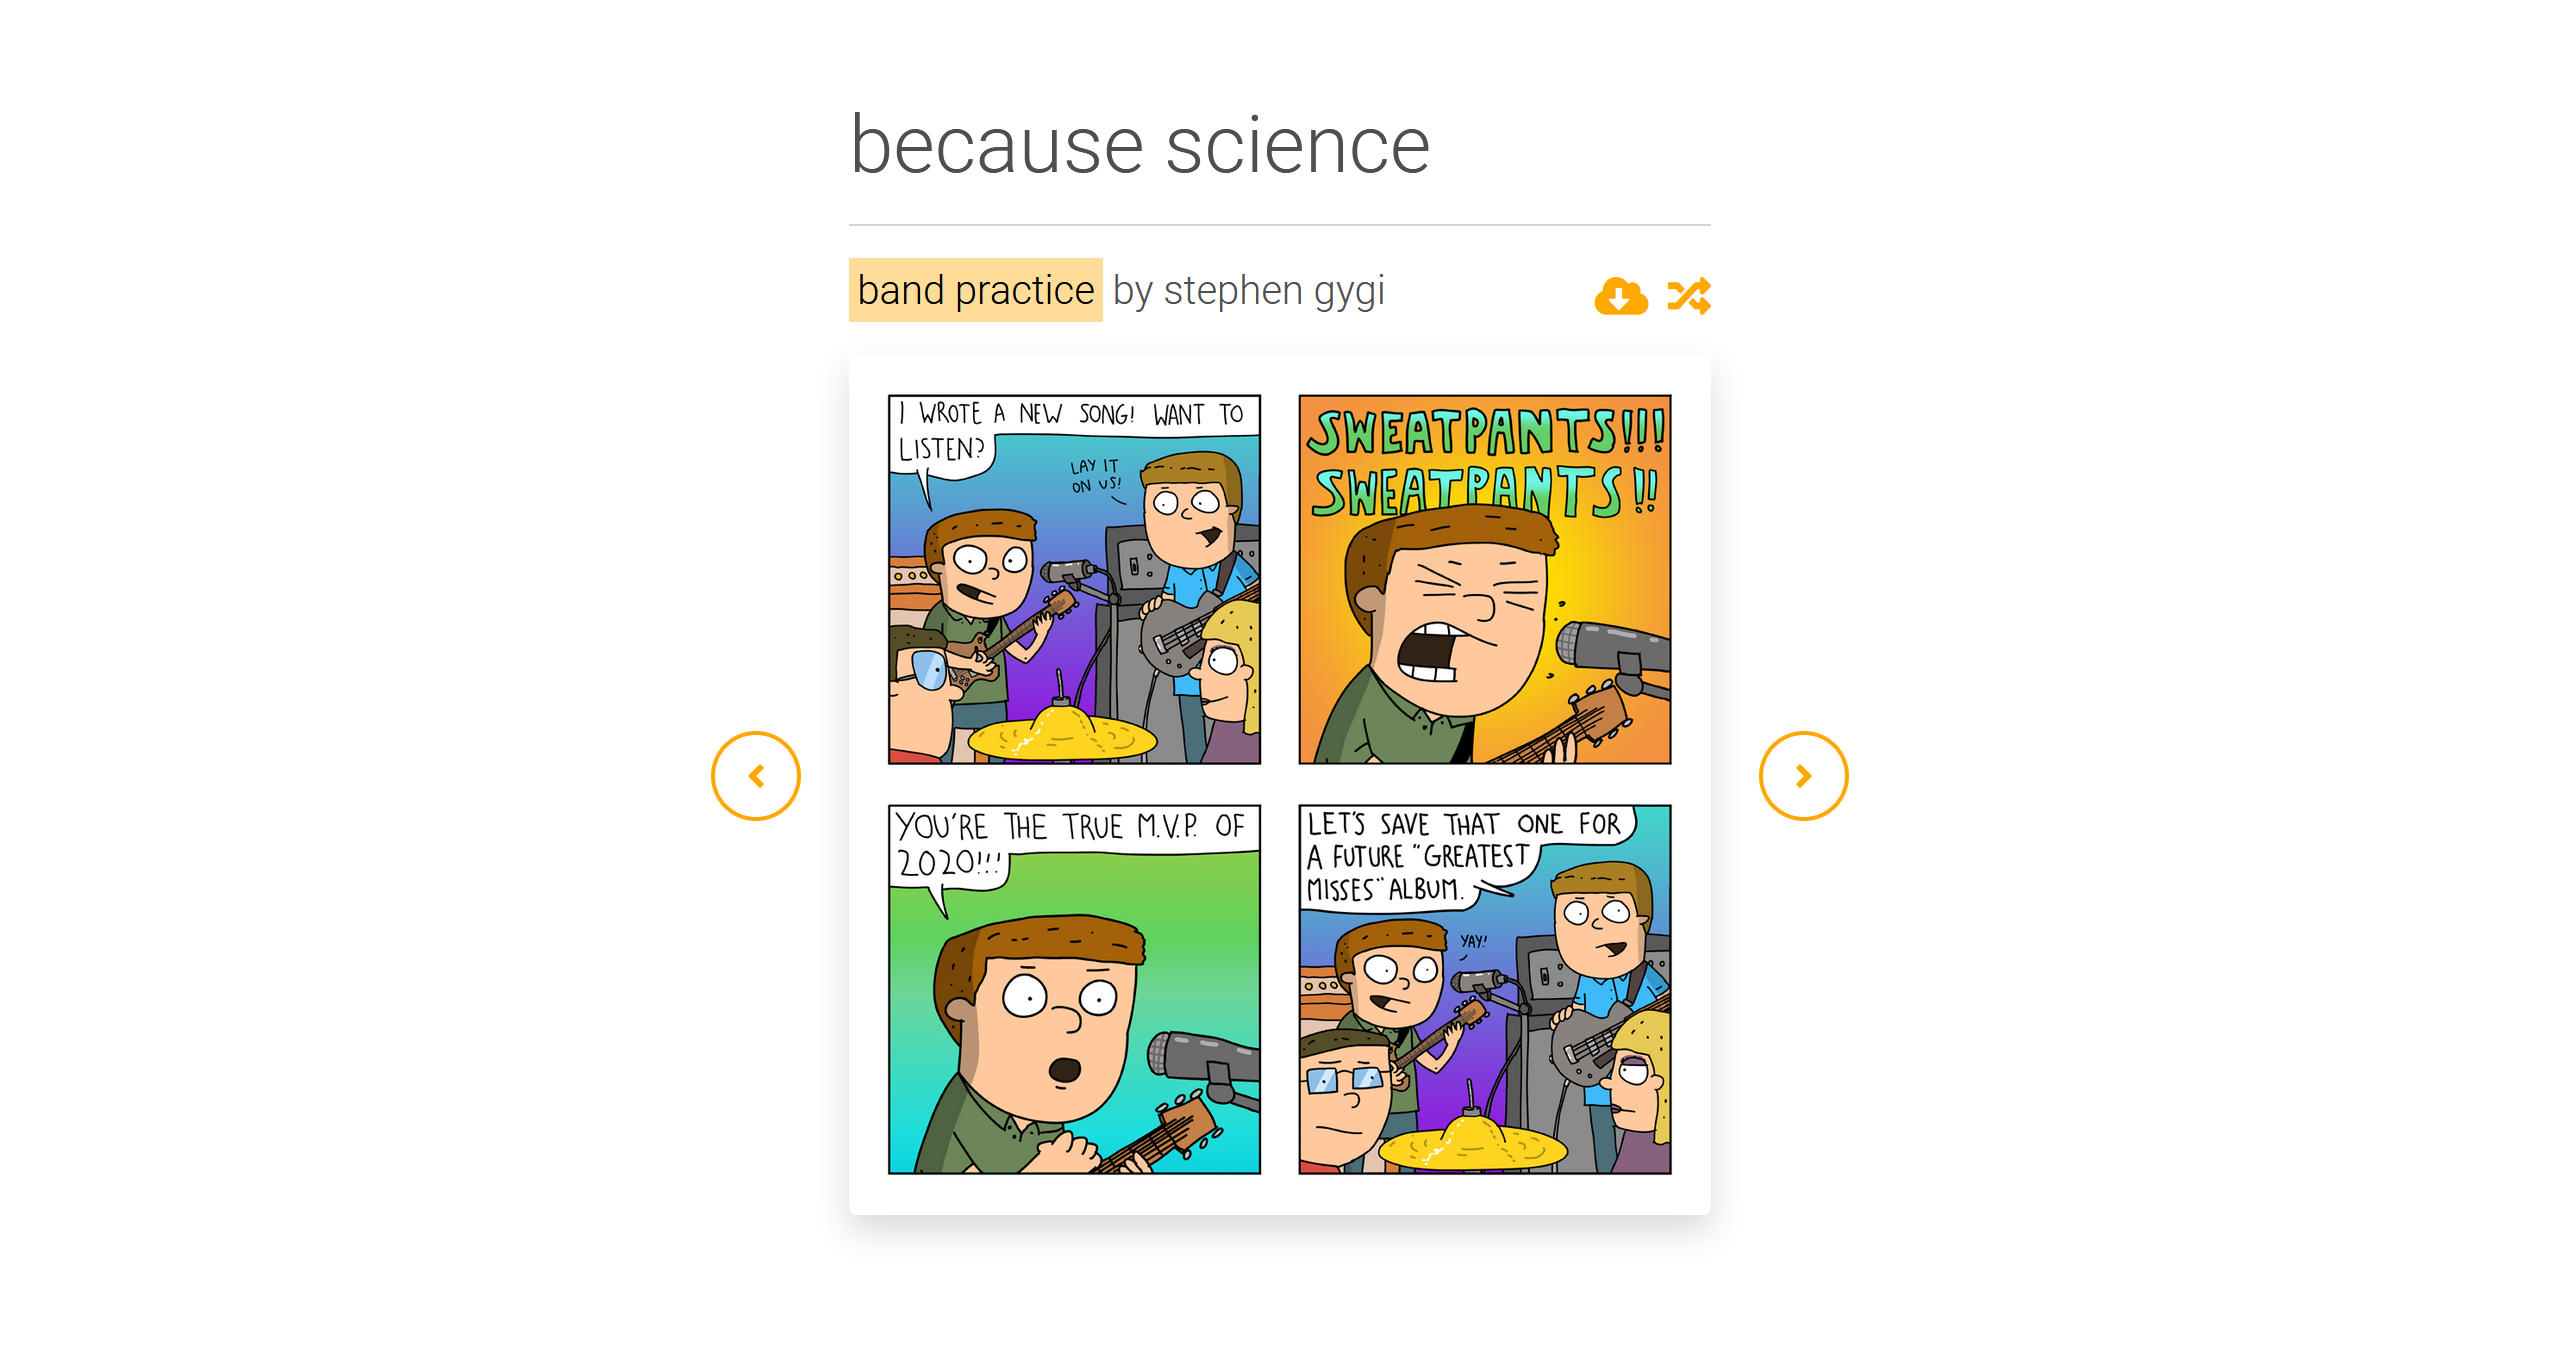 because science
band practice by stephen gygi
I WROTE A NEW SONG! WANT TO
LISTEN?
LAY IT
ON US!
SWEATPANTS!!!
SWEATPANTS!!
YOU'RE THE TRUE M.V.P. OF
2020!!!
LET'S SAVE THAT ONE FOR
A FUTURE "GREATEST
MISSES" ALBUM.
YAY!